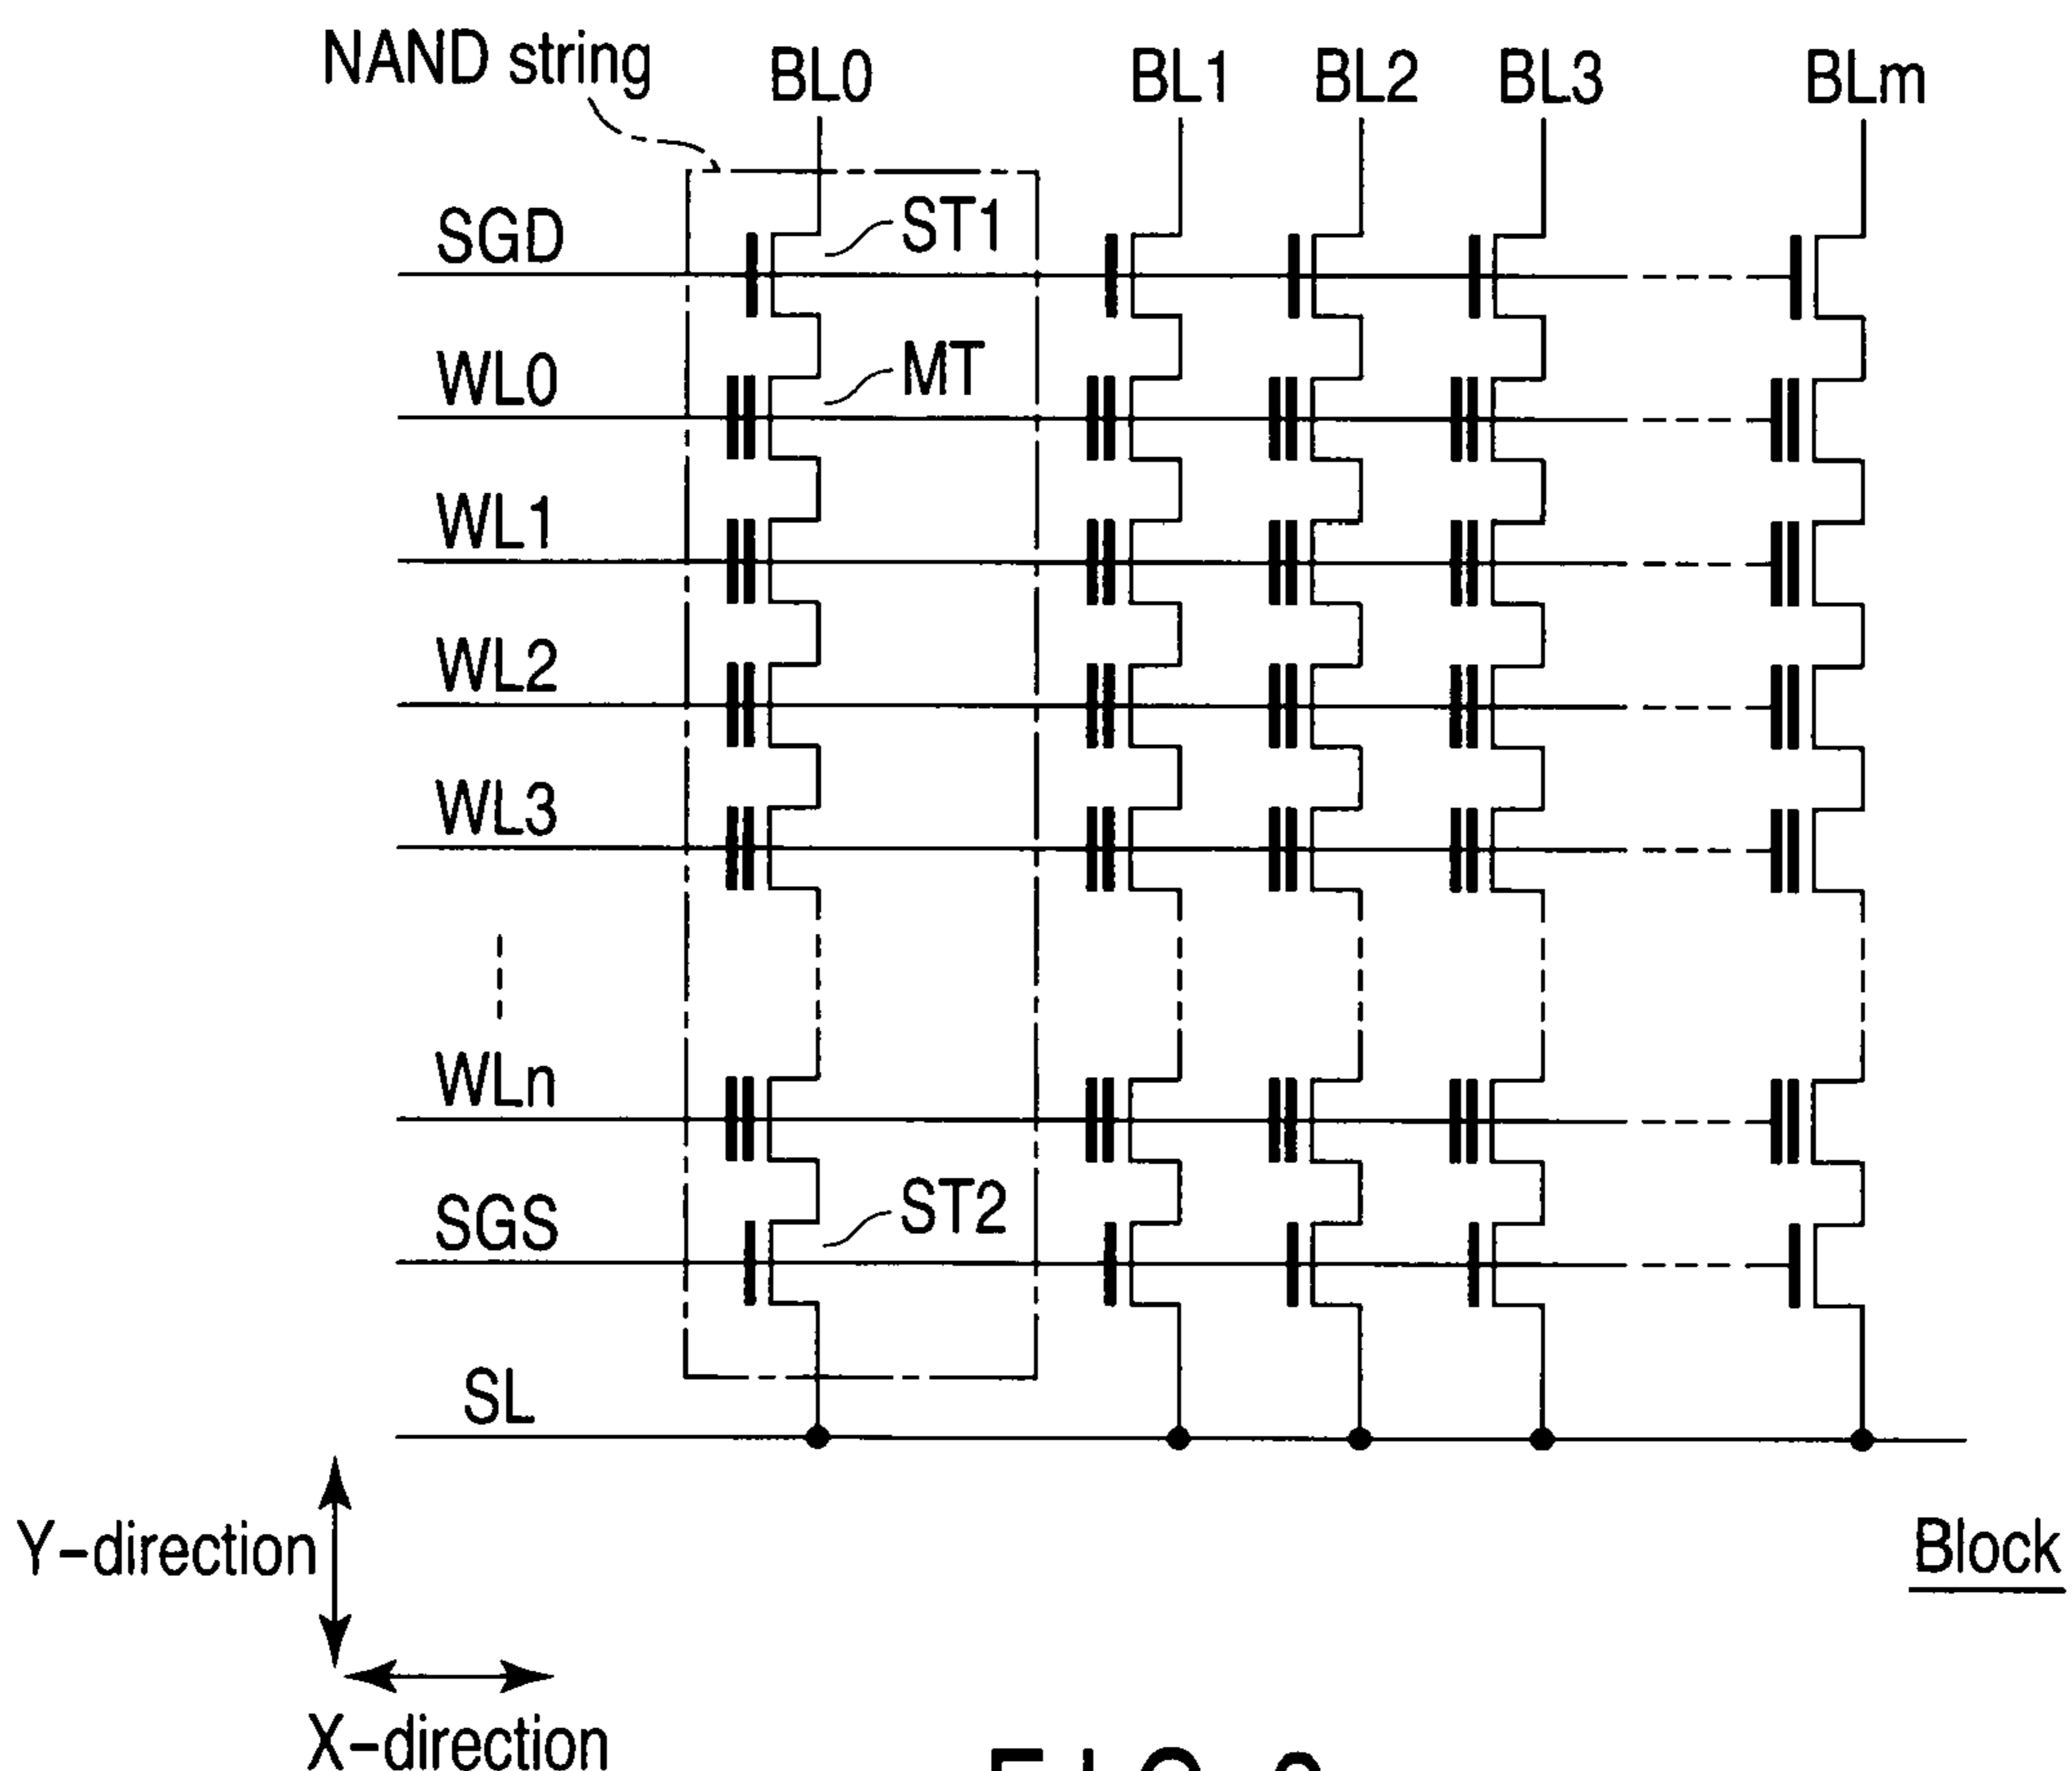 NAND string
BL0 BL1 BL2 BL3 BLm
SGD
ST1
WL0
MT
WL1
WL2
WL3
WLn
SGS
ST2
SL
Y-direction
X-direction
Block